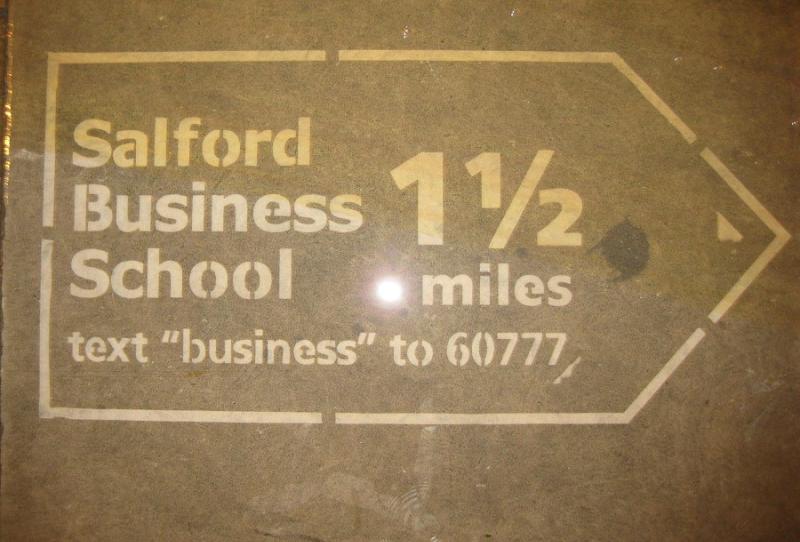 Salford
Business
School
1½
miles
text “business” to 60777